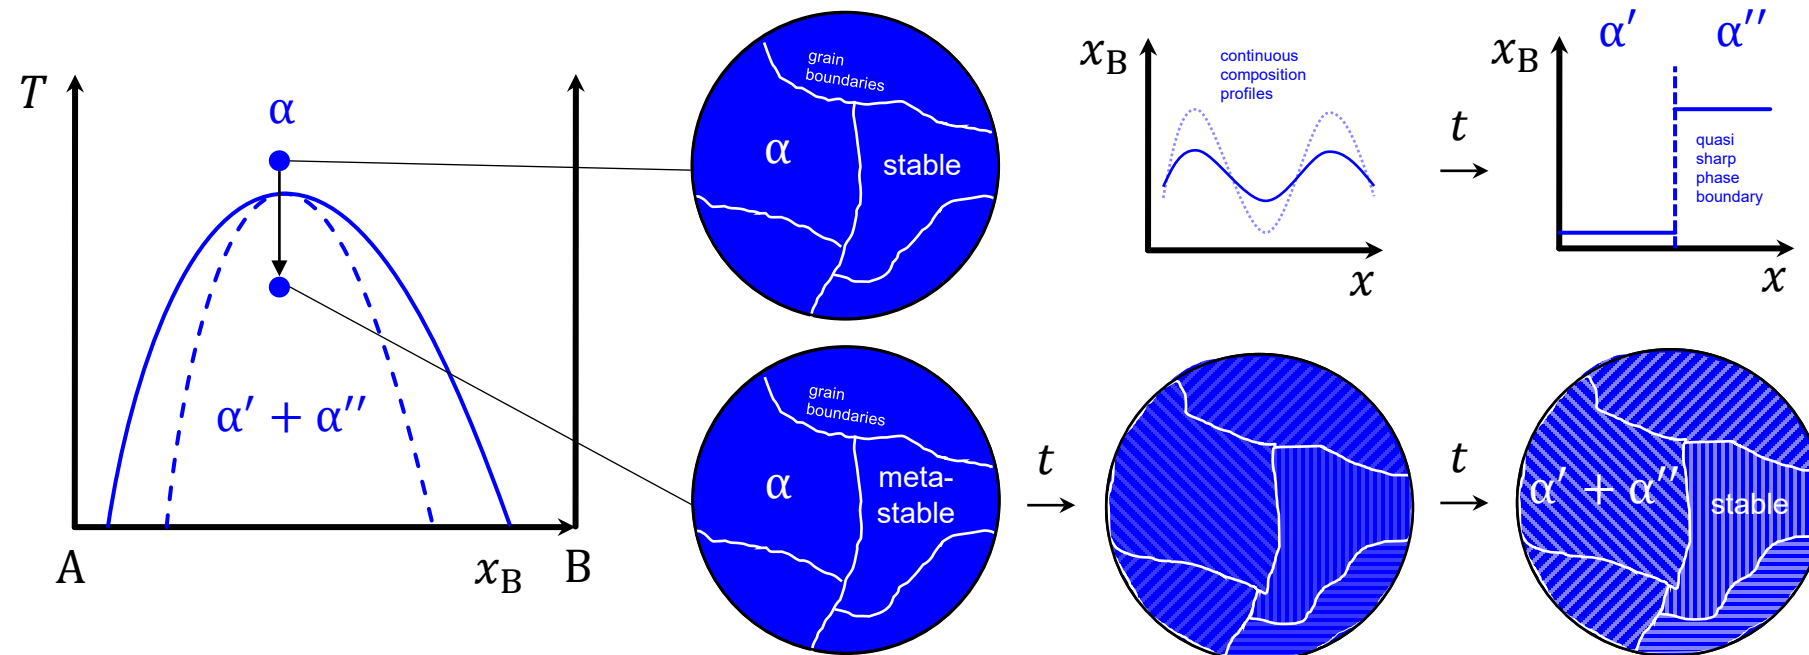 T
α
α′ + α″
A
x_B
B
grain
boundaries
α
stable
x_B
continuous
composition
profiles
x
t
x_B
α′
α″
quasi
sharp
phase
boundary
x
grain
boundaries
α
meta-
stable
t
t
α′ + α″
stable